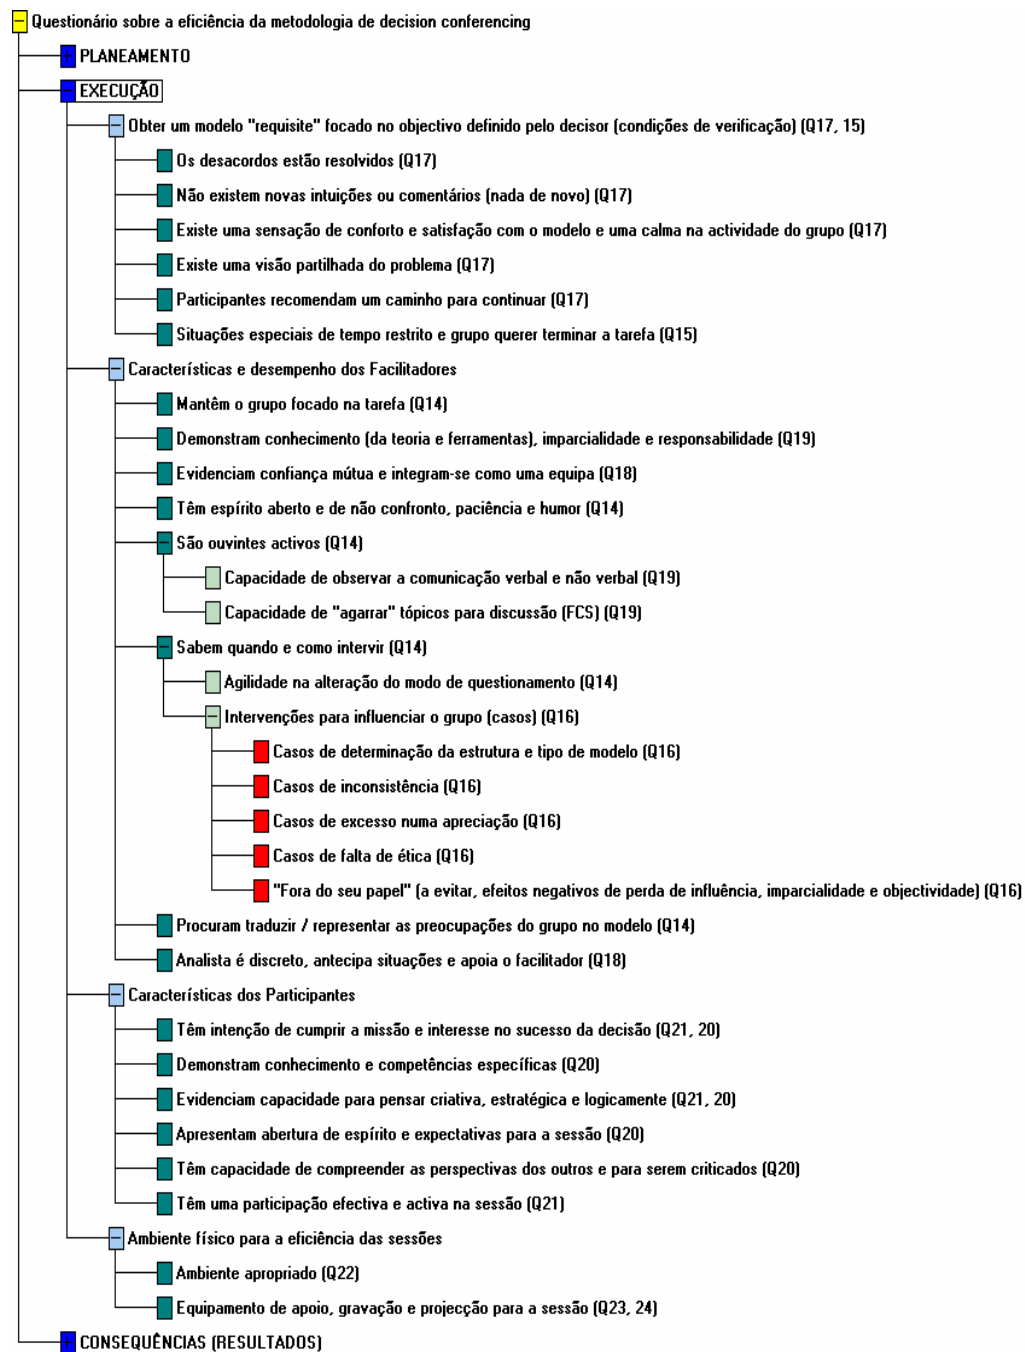 Questionário sobre a eficiência da metodologia de decision conferencing
PLANEAMENTO
EXECUÇÃO
Obter um modelo "requisite" focado no objectivo definido pelo decisor (condições de verificação) (Q17, 15)
Os desacordos estão resolvidos (Q17)
Não existem novas intuições ou comentários (nada de novo) (Q17)
Existe uma sensação de conforto e satisfação com o modelo e uma calma na actividade do grupo (Q17)
Existe uma visão partilhada do problema (Q17)
Participantes recomendam um caminho para continuar (Q17)
Situações especiais de tempo restrito e grupo querer terminar a tarefa (Q15)
Características e desempenho dos Facilitadores
Mantêm o grupo focado na tarefa (Q14)
Demonstram conhecimento (da teoria e ferramentas), imparcialidade e responsabilidade (Q19)
Evidenciam confiança mútua e integram-se como uma equipa (Q18)
Têm espírito aberto e de não confronto, paciência e humor (Q14)
São ouvintes activos (Q14)
Capacidade de observar a comunicação verbal e não verbal (Q19)
Capacidade de "agarrar" tópicos para discussão (FCS) (Q19)
Sabem quando e como intervir (Q14)
Agilidade na alteração do modo de questionamento (Q14)
Intervenções para influenciar o grupo (casos) (Q16)
Casos de determinação da estrutura e tipo de modelo (Q16)
Casos de inconsistência (Q16)
Casos de excesso numa apreciação (Q16)
Casos de falta de ética (Q16)
"Fora do seu papel" (a evitar, efeitos negativos de perda de influência, imparcialidade e objectividade) (Q16)
Procuram traduzir / representar as preocupações do grupo no modelo (Q14)
Analista é discreto, antecipa situações e apoia o facilitador (Q18)
Características dos Participantes
Têm intenção de cumprir a missão e interesse no sucesso da decisão (Q21, 20)
Demonstram conhecimento e competências específicas (Q20)
Evidenciam capacidade para pensar criativa, estratégica e logicamente (Q21, 20)
Apresentam abertura de espírito e expectativas para a sessão (Q20)
Têm capacidade de compreender as perspectivas dos outros e para serem criticados (Q20)
Têm uma participação efectiva e activa na sessão (Q21)
Ambiente físico para a eficiência das sessões
Ambiente apropriado (Q22)
Equipamento de apoio, gravação e projecção para a sessão (Q23, 24)
CONSEQUÊNCIAS (RESULTADOS)